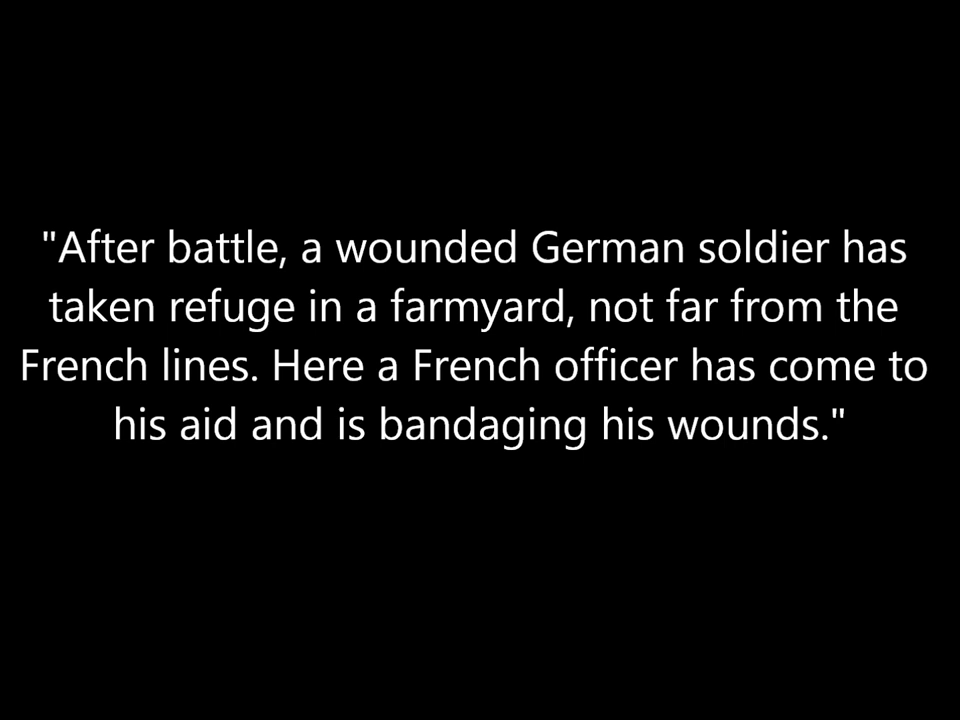 "After battle, a wounded German soldier has
taken refuge in a farmyard, not far from the
French lines. Here a French officer has come to
his aid and is bandaging his wounds."